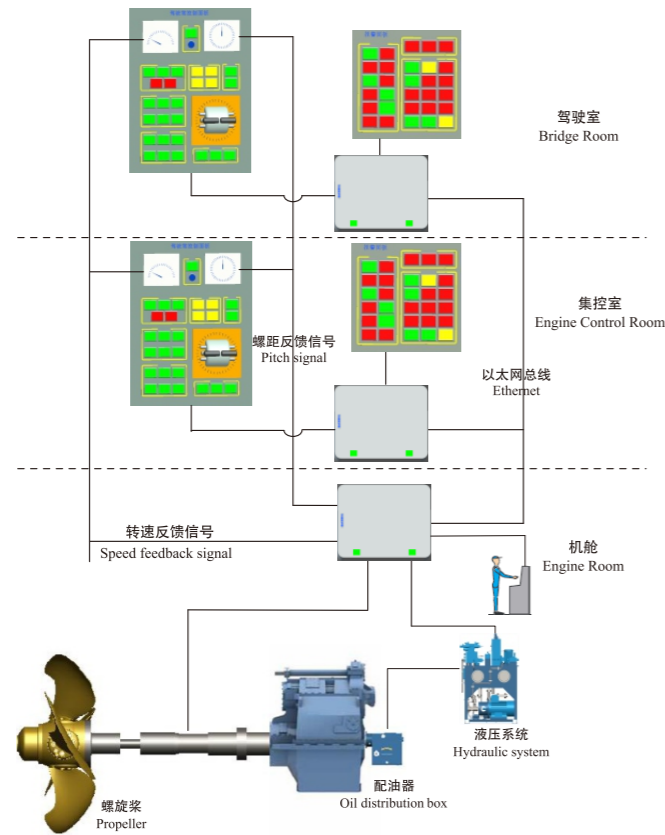 驾驶室
Bridge Room
集控室
Engine Control Room
螺距反馈信号
Pitch signal
以太网总线
Ethernet
转速反馈信号
Speed feedback signal
机舱
Engine Room
液压系统
Hydraulic system
配油器
Oil distribution box
螺旋桨
Propeller